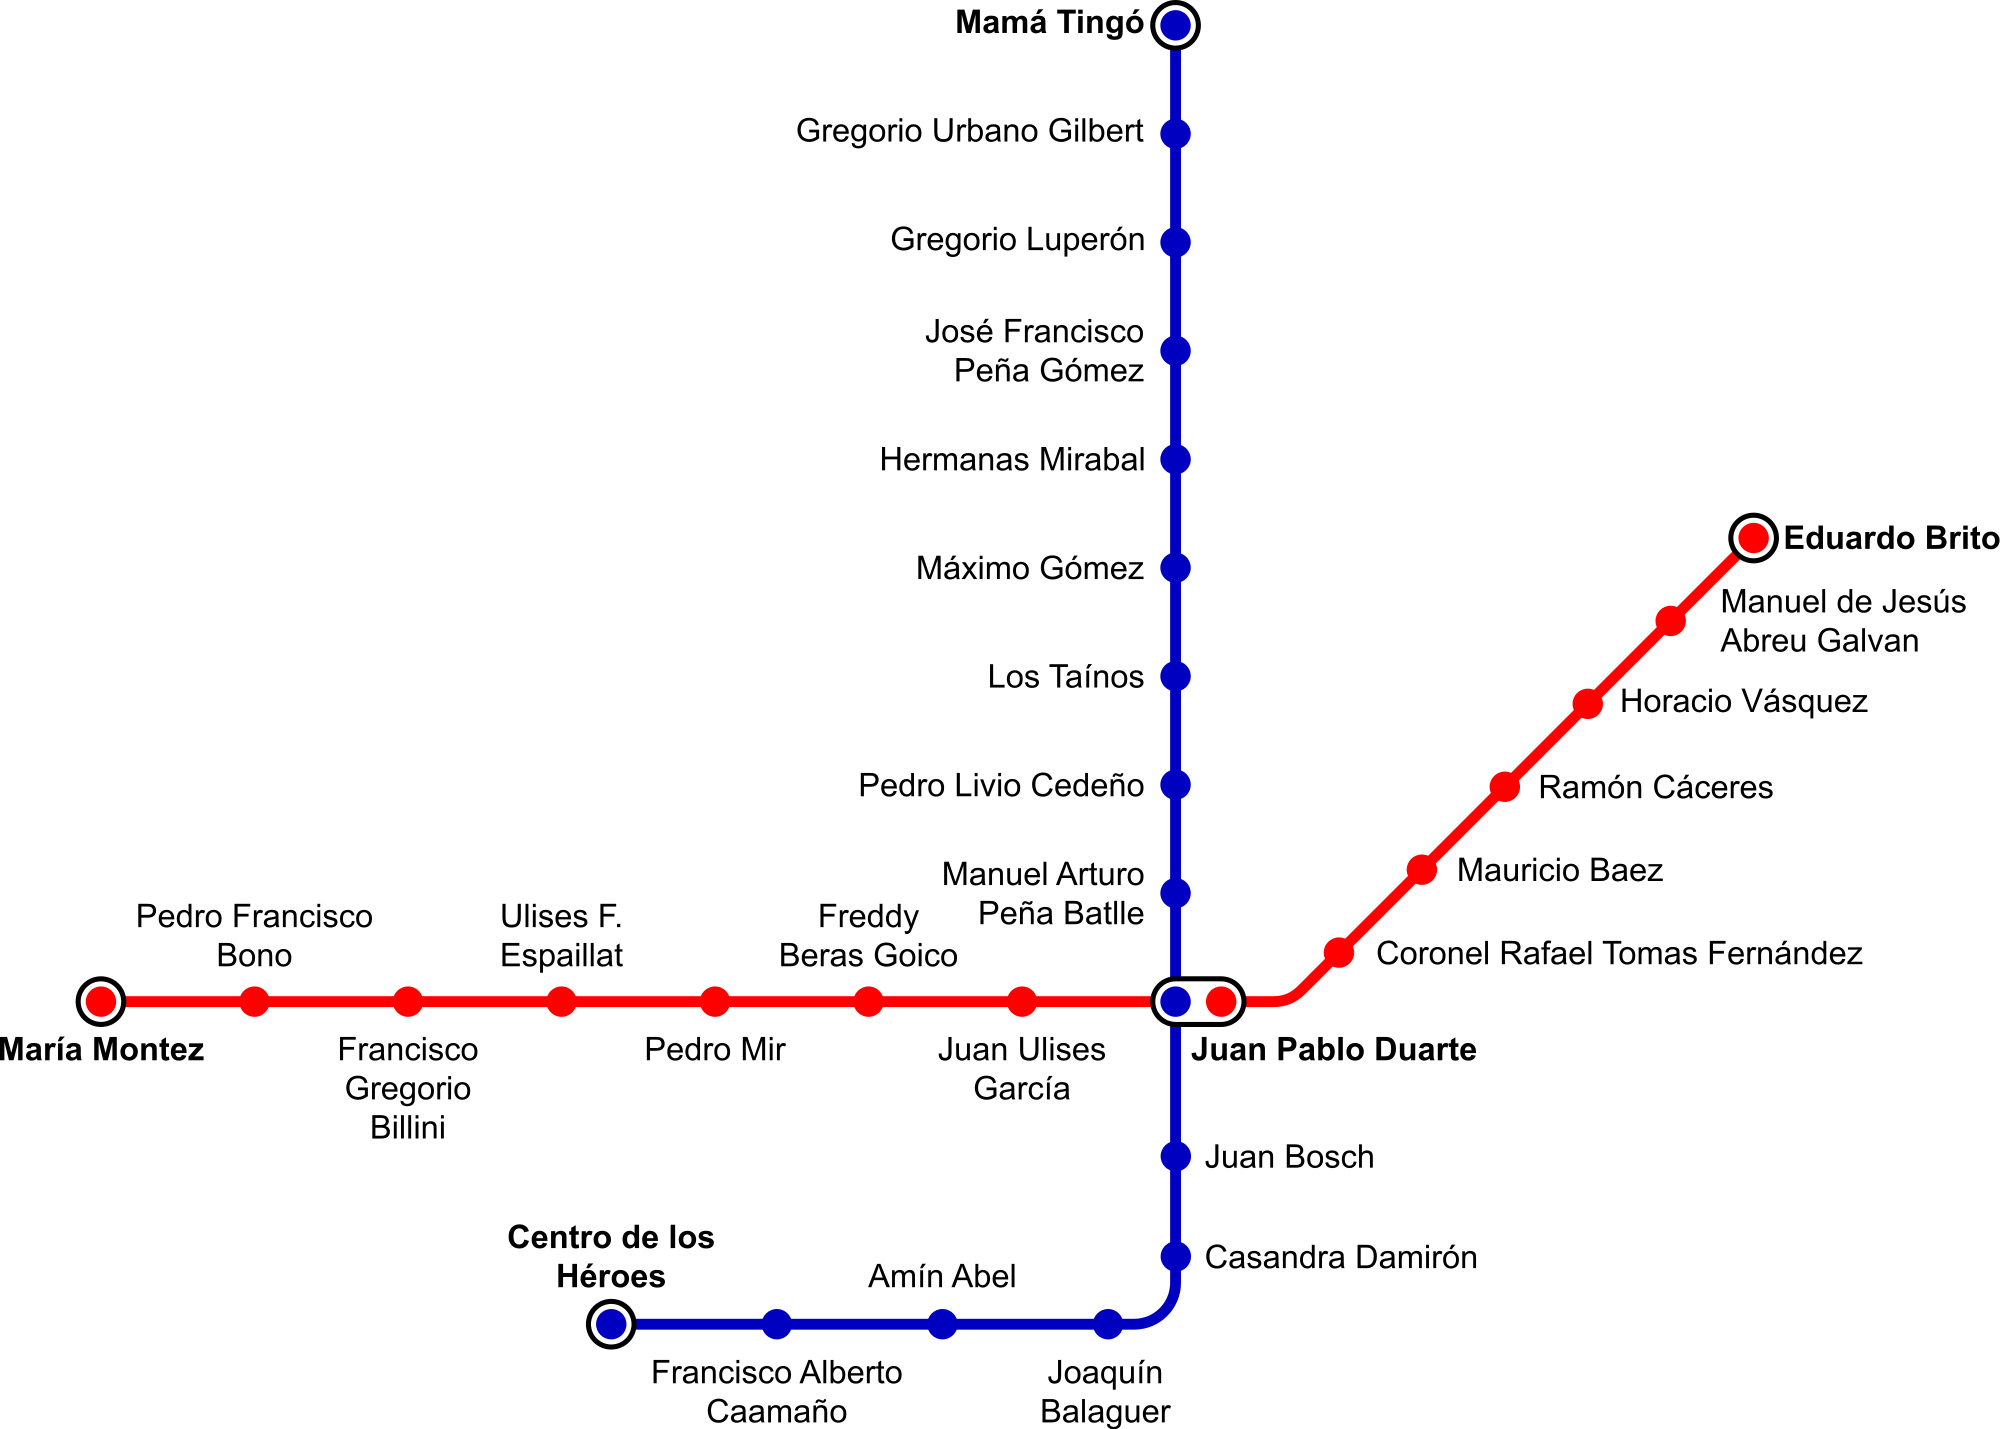 Mamá Tingó
Gregorio Urbano Gilbert
Gregorio Luperón
José Francisco
Peña Gómez
Hermanas Mirabal
Máximo Gómez
Los Taínos
Pedro Livio Cedeño
Manuel Arturo
Peña Batlle
Eduardo Brito
Manuel de Jesús
Abreu Galvan
Horacio Vásquez
Ramón Cáceres
Mauricio Baez
Coronel Rafael Tomas Fernández
Pedro Francisco
Bono
Ulises F.
Espaillat
Freddy
Beras Goico
María Montez
Francisco
Gregorio
Billini
Pedro Mir
Juan Ulises
García
Juan Pablo Duarte
Juan Bosch
Casandra Damirón
Centro de los
Héroes
Amín Abel
Francisco Alberto
Caamaño
Joaquín
Balaguer